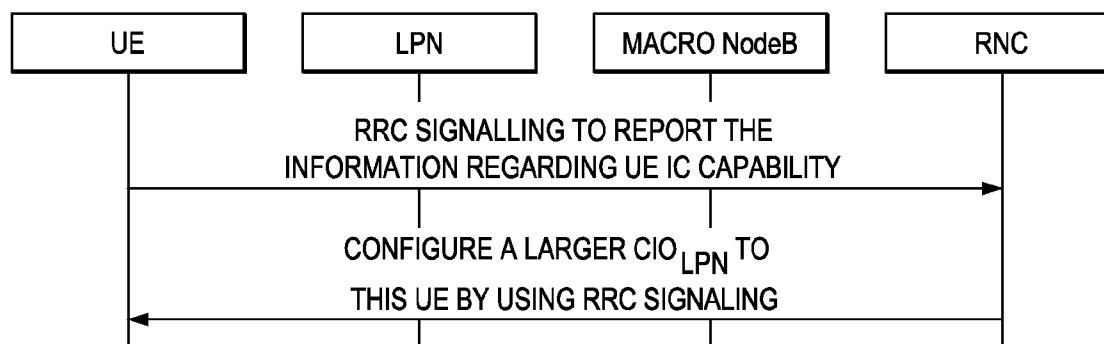 UE
LPN
MACRO NodeB
RNC
RRC SIGNALLING TO REPORT THE
INFORMATION REGARDING UE IC CAPABILITY
CONFIGURE A LARGER CIO LPN TO
THIS UE BY USING RRC SIGNALING